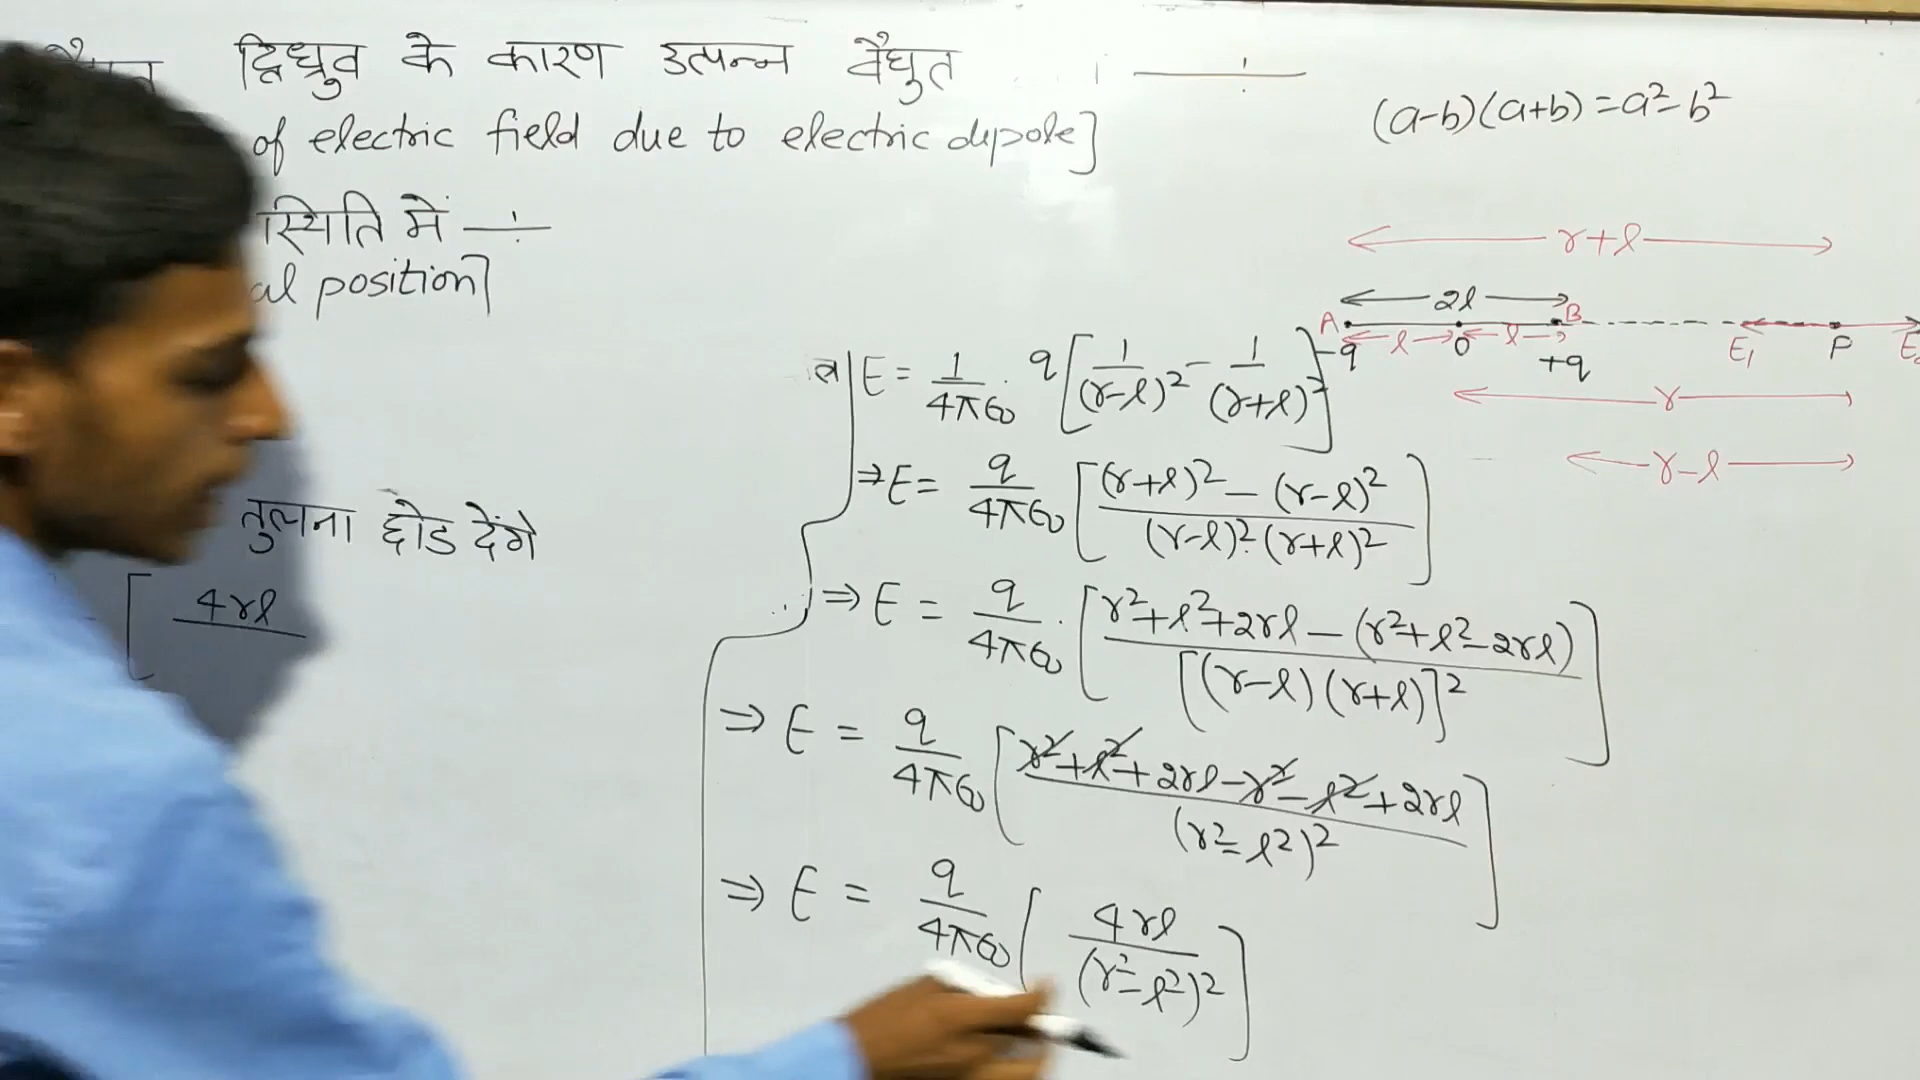 द्विध्रुव के कारण उत्पन्न वैद्युत
of electric field due to electric dipole]
स्थिति में
al position]
तुलना छोड देंगे
[ 4rl
(a-b)(a+b) = a²-b²
r+l
2l
A B
l O l
-q +q E₁ P
r
r-l
E = 1/4πε₀ q[1/(r-l)² - 1/(r+l)²]
⇒ E = q/4πε₀ [(r+l)² - (r-l)² / (r-l)².(r+l)²]
⇒ E = q/4πε₀ [r²+l²+2rl - (r²+l²-2rl) / [(r-l)(r+l)]²]
⇒ E = q/4πε₀ [r²+l²+2rl-r²-l²+2rl / (r²-l²)²]
⇒ E = q/4πε₀ [4rl / (r²-l²)²]